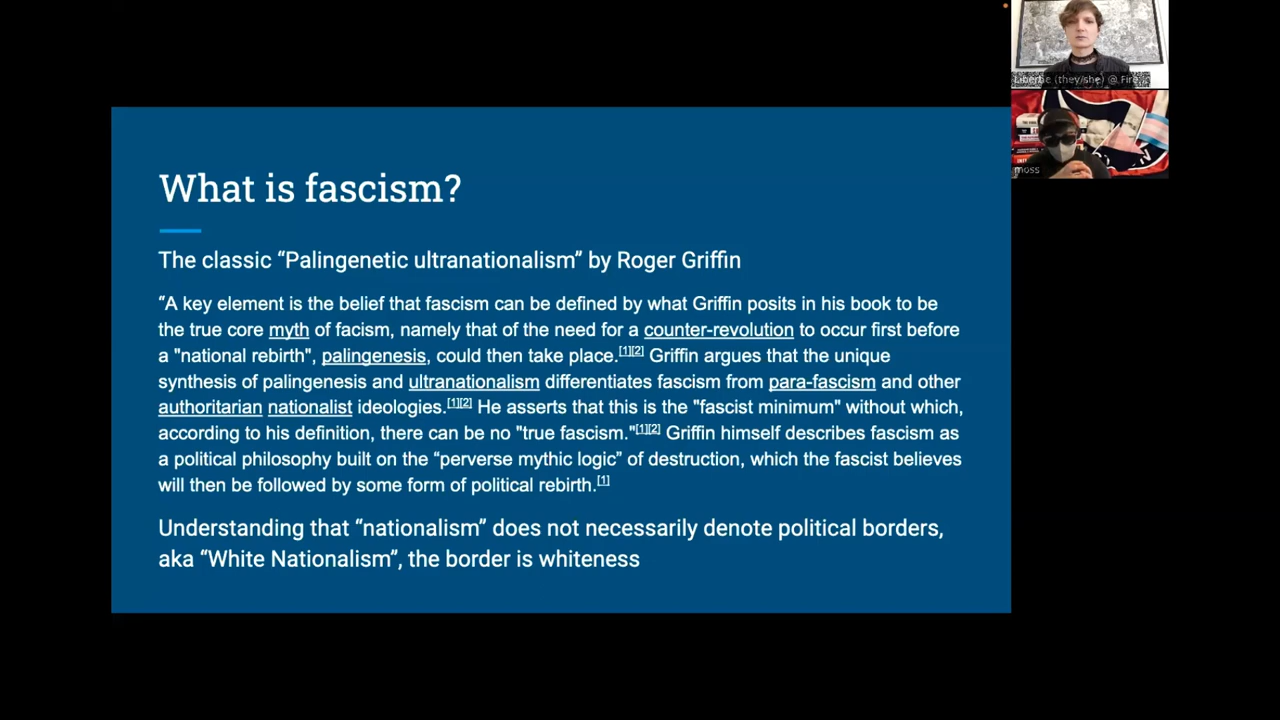 What is fascism?
The classic “Palingenetic ultranationalism” by Roger Griffin
“A key element is the belief that fascism can be defined by what Griffin posits in his book to be
the true core myth of facism, namely that of the need for a counter-revolution to occur first before
a "national rebirth", palingenesis, could then take place.[1][2] Griffin argues that the unique
synthesis of palingenesis and ultranationalism differentiates fascism from para-fascism and other
authoritarian nationalist ideologies.[1][2] He asserts that this is the "fascist minimum" without which,
according to his definition, there can be no "true fascism."[1][2] Griffin himself describes fascism as
a political philosophy built on the “perverse mythic logic” of destruction, which the fascist believes
will then be followed by some form of political rebirth.[1]
Understanding that “nationalism” does not necessarily denote political borders,
aka “White Nationalism”, the border is whiteness
(they/she) @ Fire
moss